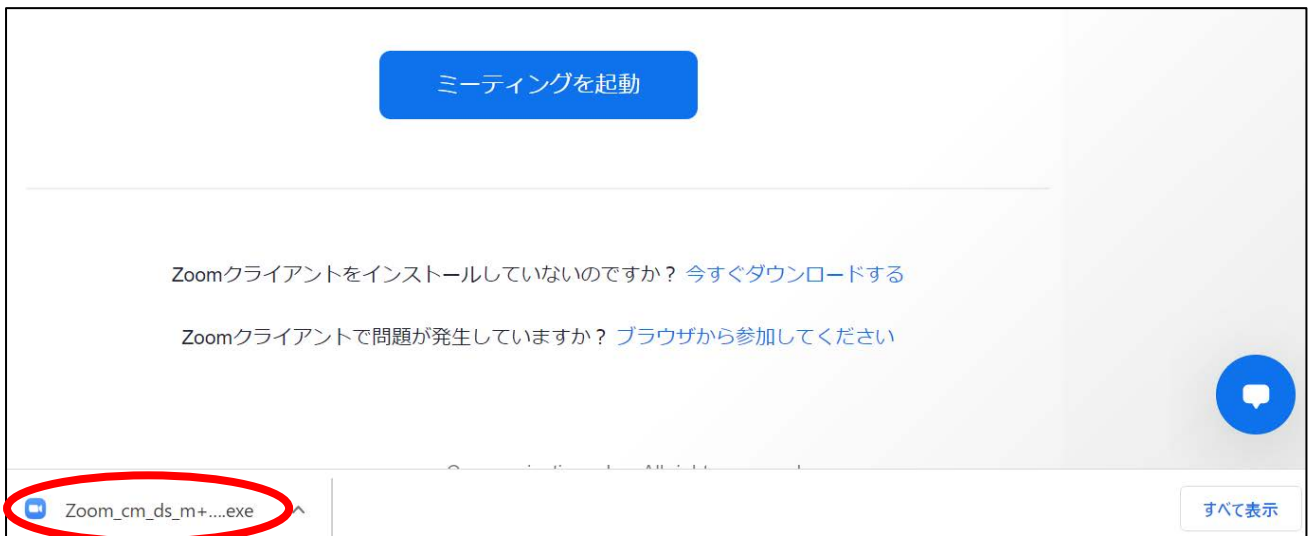 ミーティングを起動
Zoomクライアントをインストールしていないのですか？ 今すぐダウンロードする
Zoomクライアントで問題が発生していますか？ ブラウザから参加してください
Zoom_cm_ds_m+....exe
すべて表示